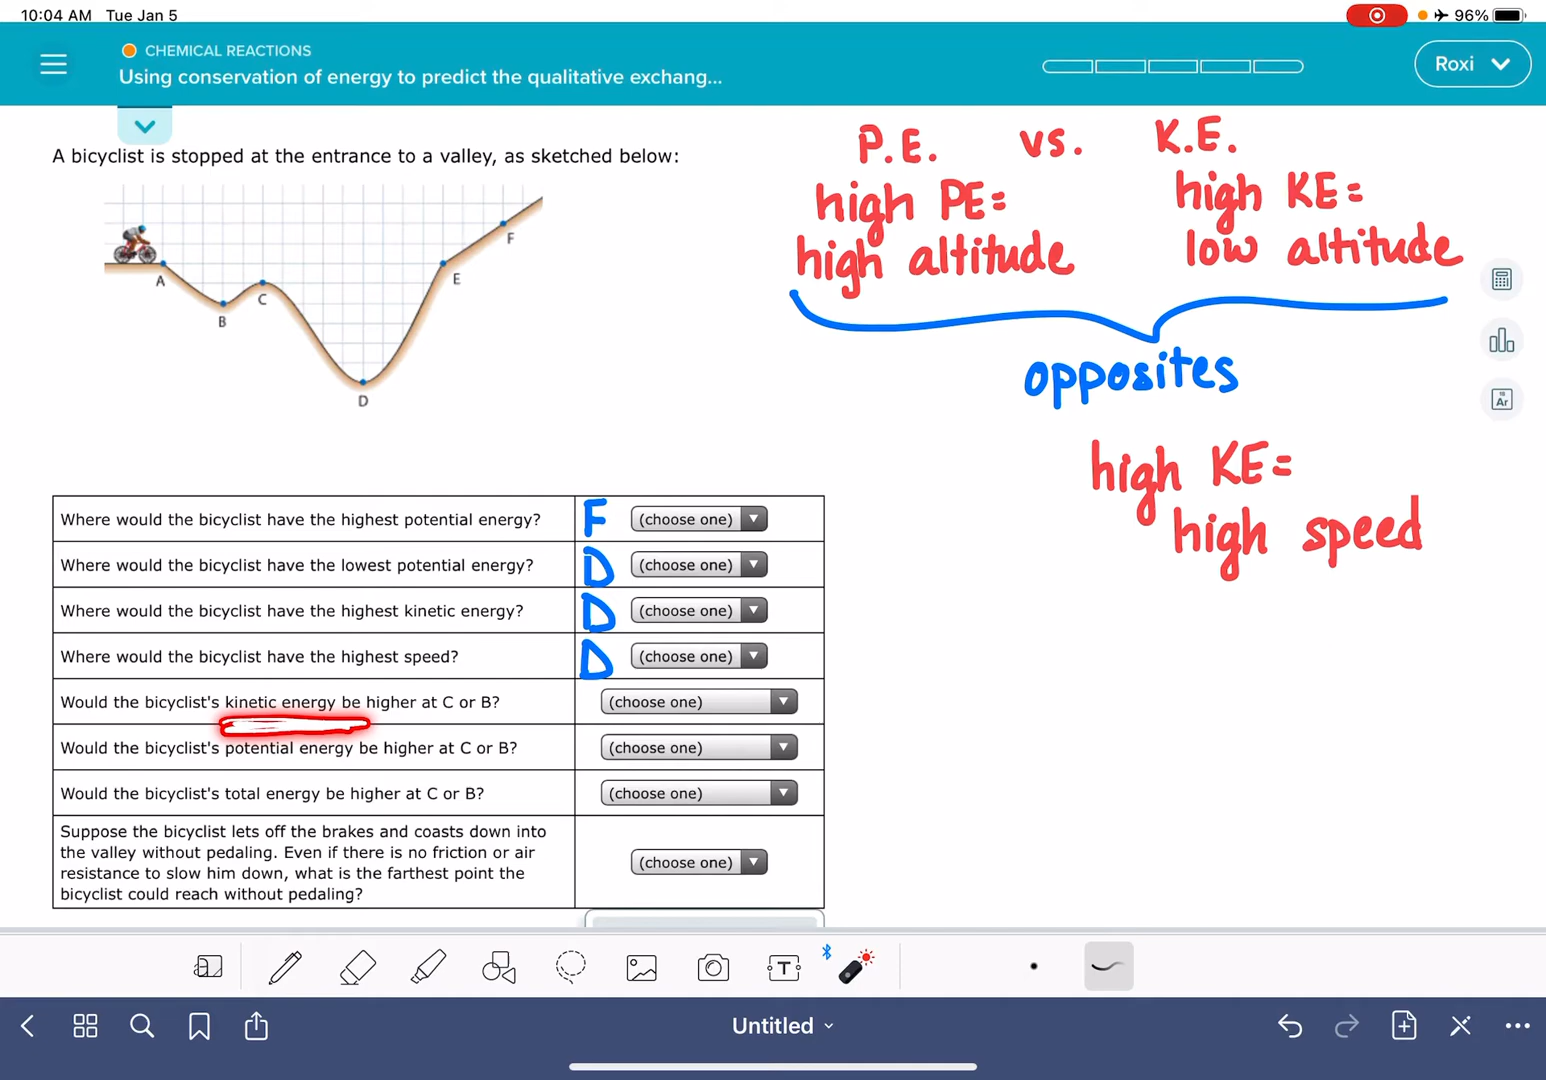 10:04 AM Tue Jan 5
96%
CHEMICAL REACTIONS
Using conservation of energy to predict the qualitative exchang...
Roxi
A bicyclist is stopped at the entrance to a valley, as sketched below:
A
B
C
D
E
F
P.E. vs. K.E.
high PE=
high altitude
high KE=
low altitude
opposites
high KE=
high speed
Ar
Where would the bicyclist have the highest potential energy? F (choose one)
Where would the bicyclist have the lowest potential energy? D (choose one)
Where would the bicyclist have the highest kinetic energy? D (choose one)
Where would the bicyclist have the highest speed? D (choose one)
Would the bicyclist's kinetic energy be higher at C or B? (choose one)
Would the bicyclist's potential energy be higher at C or B? (choose one)
Would the bicyclist's total energy be higher at C or B? (choose one)
Suppose the bicyclist lets off the brakes and coasts down into
the valley without pedaling. Even if there is no friction or air
resistance to slow him down, what is the farthest point the
bicyclist could reach without pedaling?
(choose one)
T
Untitled